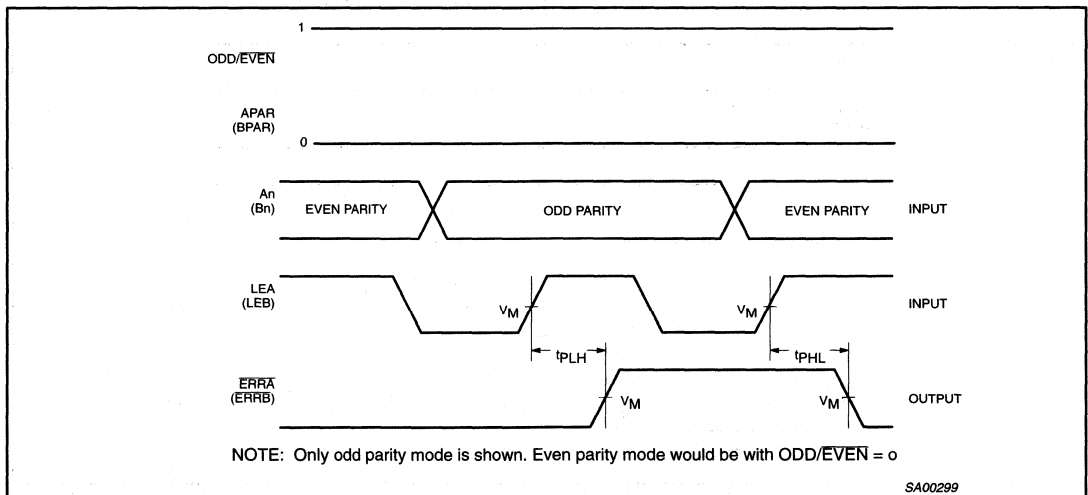 1
ODD/EVEN
APAR
(BPAR)
0
An
(Bn)
EVEN PARITY
ODD PARITY
EVEN PARITY
INPUT
LEA
(LEB)
VM
VM
INPUT
tPLH
tPHL
ERRA
(ERRB)
VM
VM
OUTPUT
NOTE: Only odd parity mode is shown. Even parity mode would be with ODD/EVEN = o
SA00299